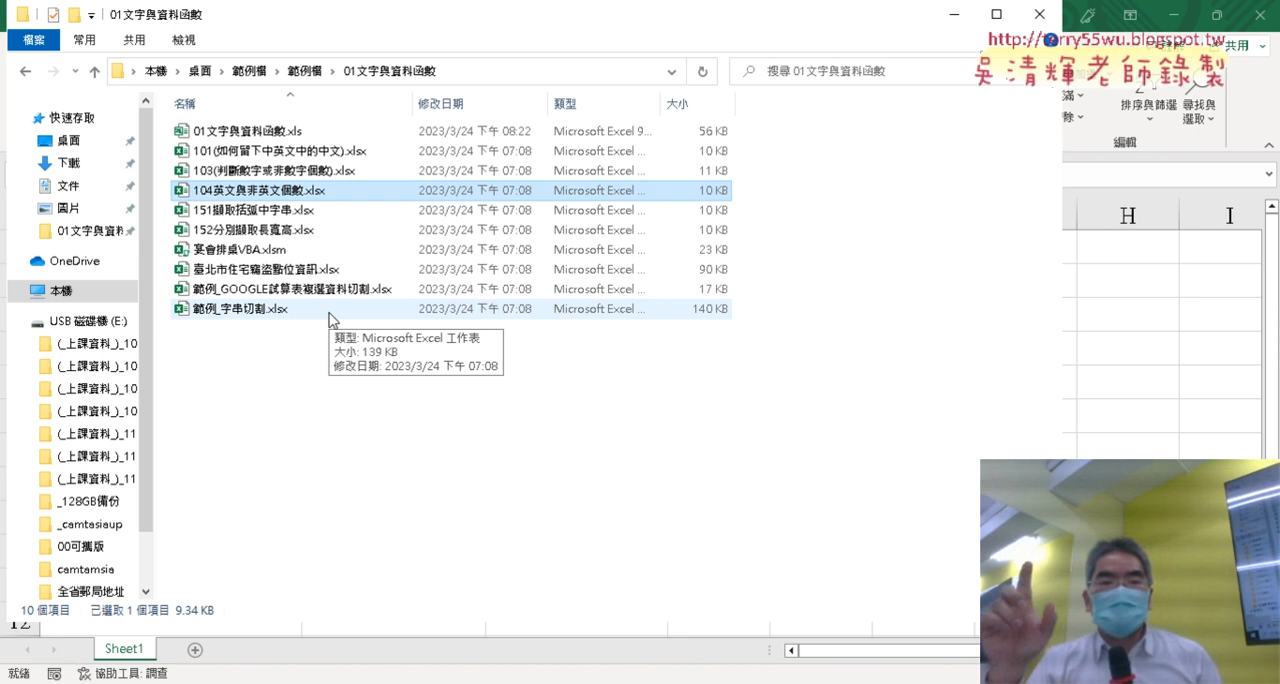 01文字與資料函數
檔案 常用 共用 檢視
本機 › 桌面 › 範例檔 › 範例檔 › 01文字與資料函數
搜尋 01文字與資料函數
http://terry55wu.blogspot.tw
吳清輝老師錄製
共用
排序與篩選 尋找與
選取
編輯
名稱 修改日期 類型 大小
01文字與資料函數.xls 2023/3/24 下午 08:22 Microsoft Excel 9... 56 KB
101(如何留下中英文中的中文).xlsx 2023/3/24 下午 07:08 Microsoft Excel ... 10 KB
103(判斷數字或非數字個數).xlsx 2023/3/24 下午 07:08 Microsoft Excel ... 11 KB
104英文與非英文個數.xlsx 2023/3/24 下午 07:08 Microsoft Excel ... 10 KB
151擷取括弧中字串.xlsx 2023/3/24 下午 07:08 Microsoft Excel ... 10 KB
152分別擷取長寬高.xlsx 2023/3/24 下午 07:08 Microsoft Excel ... 10 KB
宴會排桌VBA.xlsm 2023/3/24 下午 07:08 Microsoft Excel ... 23 KB
臺北市住宅竊盜點位資訊.xlsx 2023/3/24 下午 07:08 Microsoft Excel ... 90 KB
範例_GOOGLE試算表複選資料切割.xlsx 2023/3/24 下午 07:08 Microsoft Excel ... 17 KB
範例_字串切割.xlsx 2023/3/24 下午 07:08 Microsoft Excel ... 140 KB
類型: Microsoft Excel 工作表
大小: 139 KB
修改日期: 2023/3/24 下午 07:08
快速存取
桌面
下載
文件
圖片
01文字與資料
OneDrive
本機
USB 磁碟機 (E:)
(_上課資料_)_10
(_上課資料_)_10
(_上課資料_)_10
(_上課資料_)_10
(_上課資料_)_11
(_上課資料_)_11
(_上課資料_)_11
_128GB備份
_camtasiaup
00可攜版
camtamsia
全省郵局地址
10 個項目 已選取 1 個項目 9.34 KB
H I
12
Sheet1
就緒 協助工具: 調查